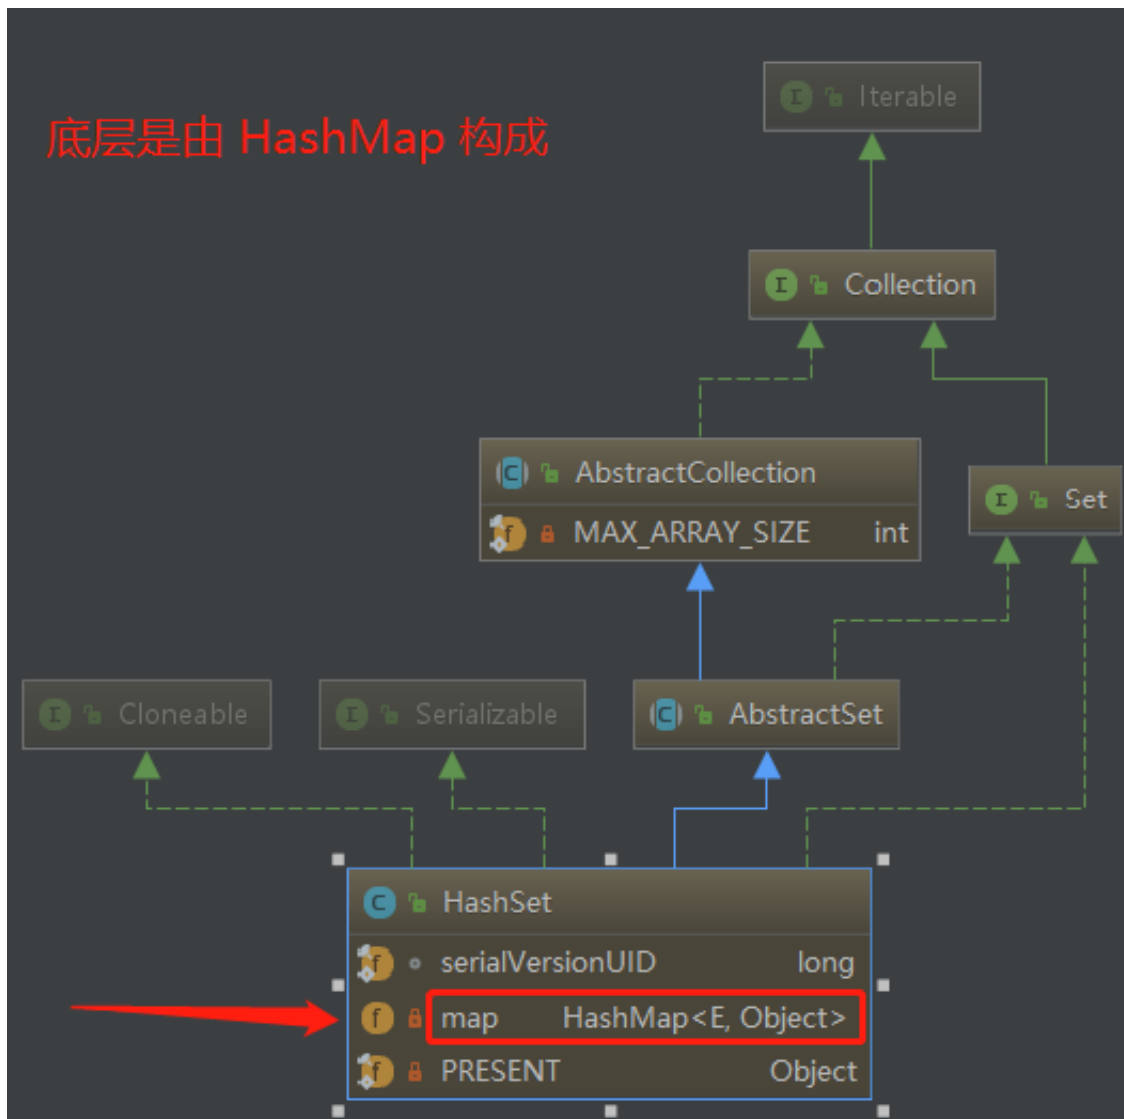 Iterable
底层是由 HashMap 构成
I Collection
C AbstractCollection
f MAX_ARRAY_SIZE int
I Set
I Cloneable
I Serializable
C AbstractSet
C HashSet
f serialVersionUID long
f map HashMap<E, Object>
f PRESENT Object